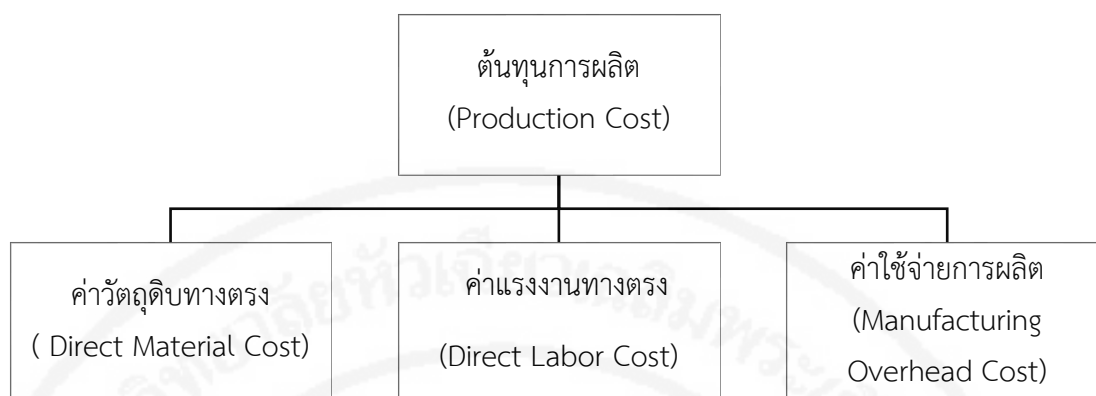 ต้นทุนการผลิต
(Production Cost)
ค่าวัตถุดิบทางตรง
( Direct Material Cost)
ค่าแรงงานทางตรง
(Direct Labor Cost)
ค่าใช้จ่ายการผลิต
(Manufacturing
Overhead Cost)